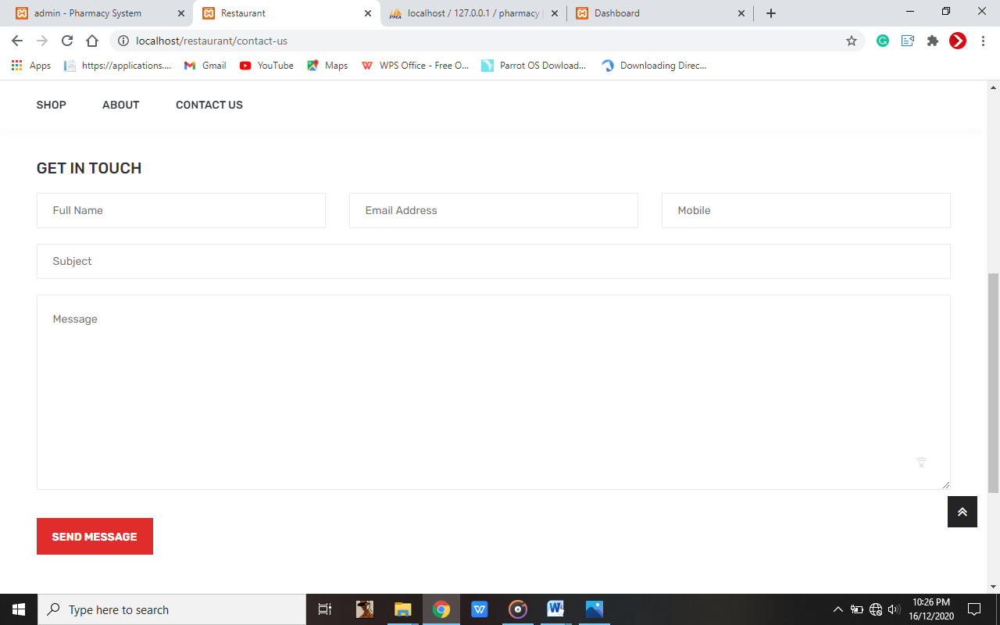 admin - Pharmacy System
Restaurant
localhost / 127.0.0.1 / pharmacy
Dashboard
localhost/restaurant/contact-us
Apps
https://applications....
Gmail
YouTube
Maps
WPS Office - Free O...
Parrot OS Dowload...
Downloading Direc...
SHOP ABOUT CONTACT US
GET IN TOUCH
Full Name
Email Address
Mobile
Subject
Message
SEND MESSAGE
Type here to search
10:26 PM
16/12/2020